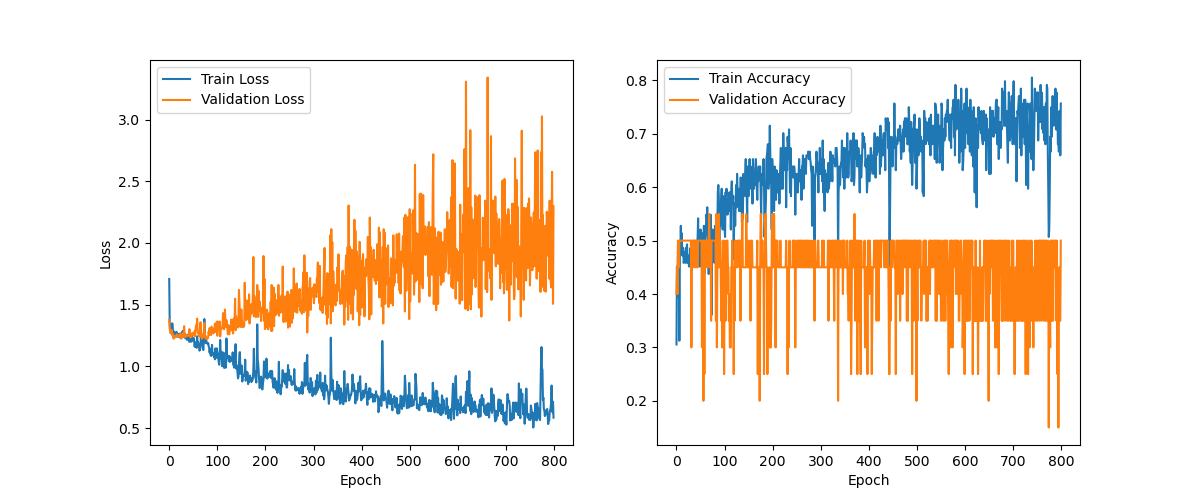 Train Loss
Validation Loss
3.0
2.5
2.0
1.5
1.0
0.5
Loss
0 100 200 300 400 500 600 700 800
Epoch
Train Accuracy
Validation Accuracy
0.8
0.7
0.6
0.5
0.4
0.3
0.2
Accuracy
0 100 200 300 400 500 600 700 800
Epoch